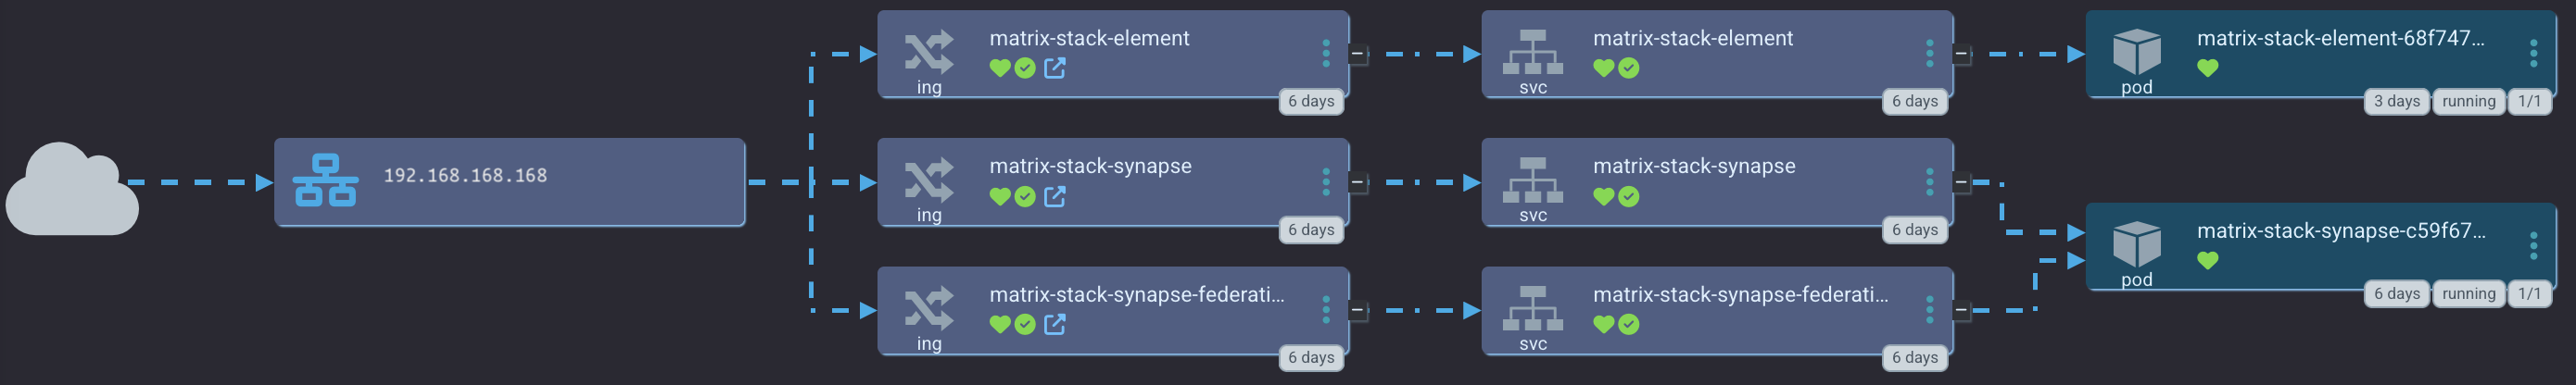 192.168.168.168
matrix-stack-element
ing
6 days
matrix-stack-element
svc
6 days
matrix-stack-element-68f747...
pod
3 days running 1/1
matrix-stack-synapse
ing
6 days
matrix-stack-synapse
svc
6 days
matrix-stack-synapse-c59f67...
pod
6 days running 1/1
matrix-stack-synapse-federati...
ing
6 days
matrix-stack-synapse-federati...
svc
6 days